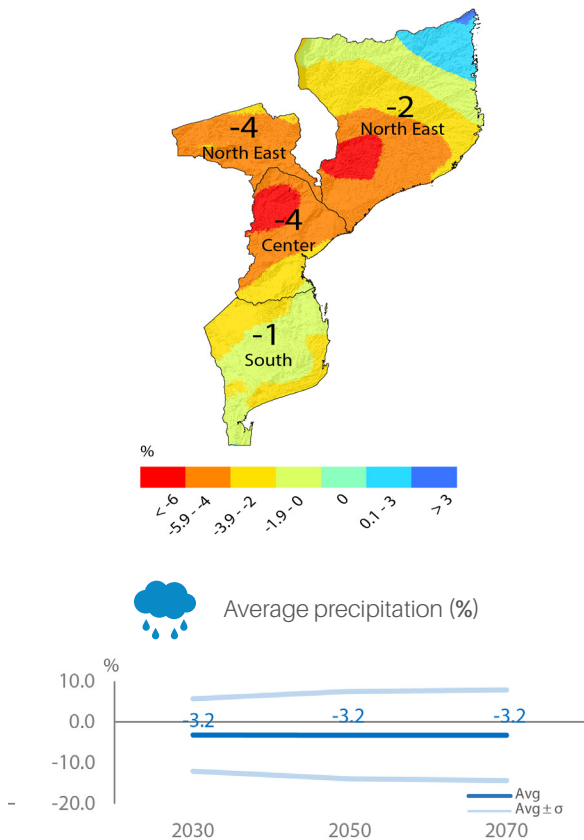 -2
North East
-4
North East
-4
Center
-1
South
%
< -6
-5.9 - -4
-3.9 - -2
-1.9 - 0
0
0.1 - 3
> 3
Average precipitation (%)
%
10.0
0.0
-10.0
-20.0
-3.2
-3.2
-3.2
-
Avg
Avg ± σ
2030
2050
2070